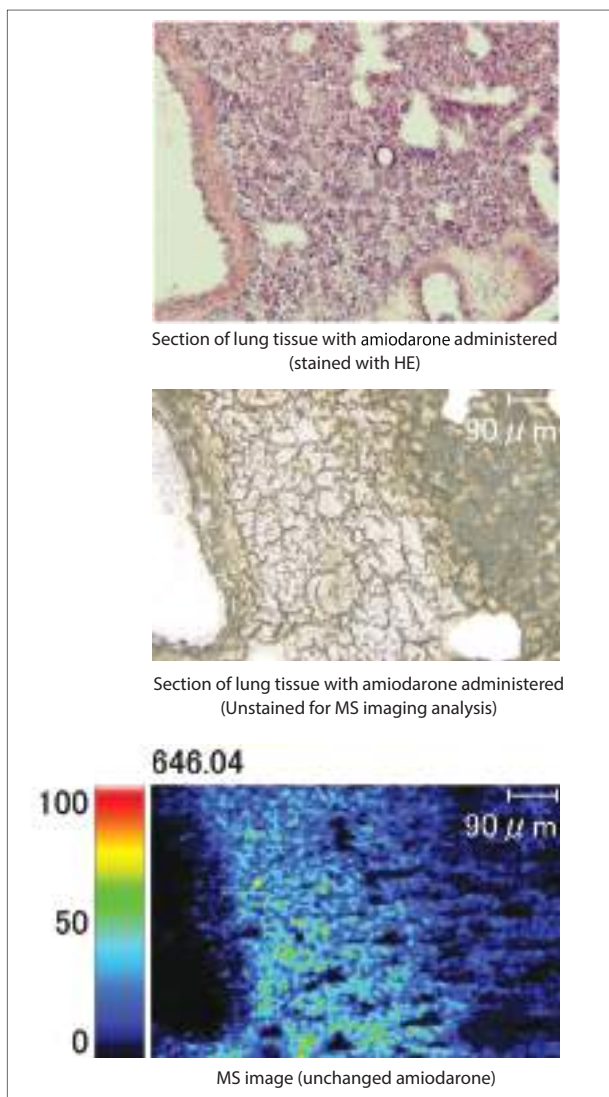 Section of lung tissue with amiodarone administered
(stained with HE)
90 μm
Section of lung tissue with amiodarone administered
(Unstained for MS imaging analysis)
646.04
100
90 μm
50
0
MS image (unchanged amiodarone)